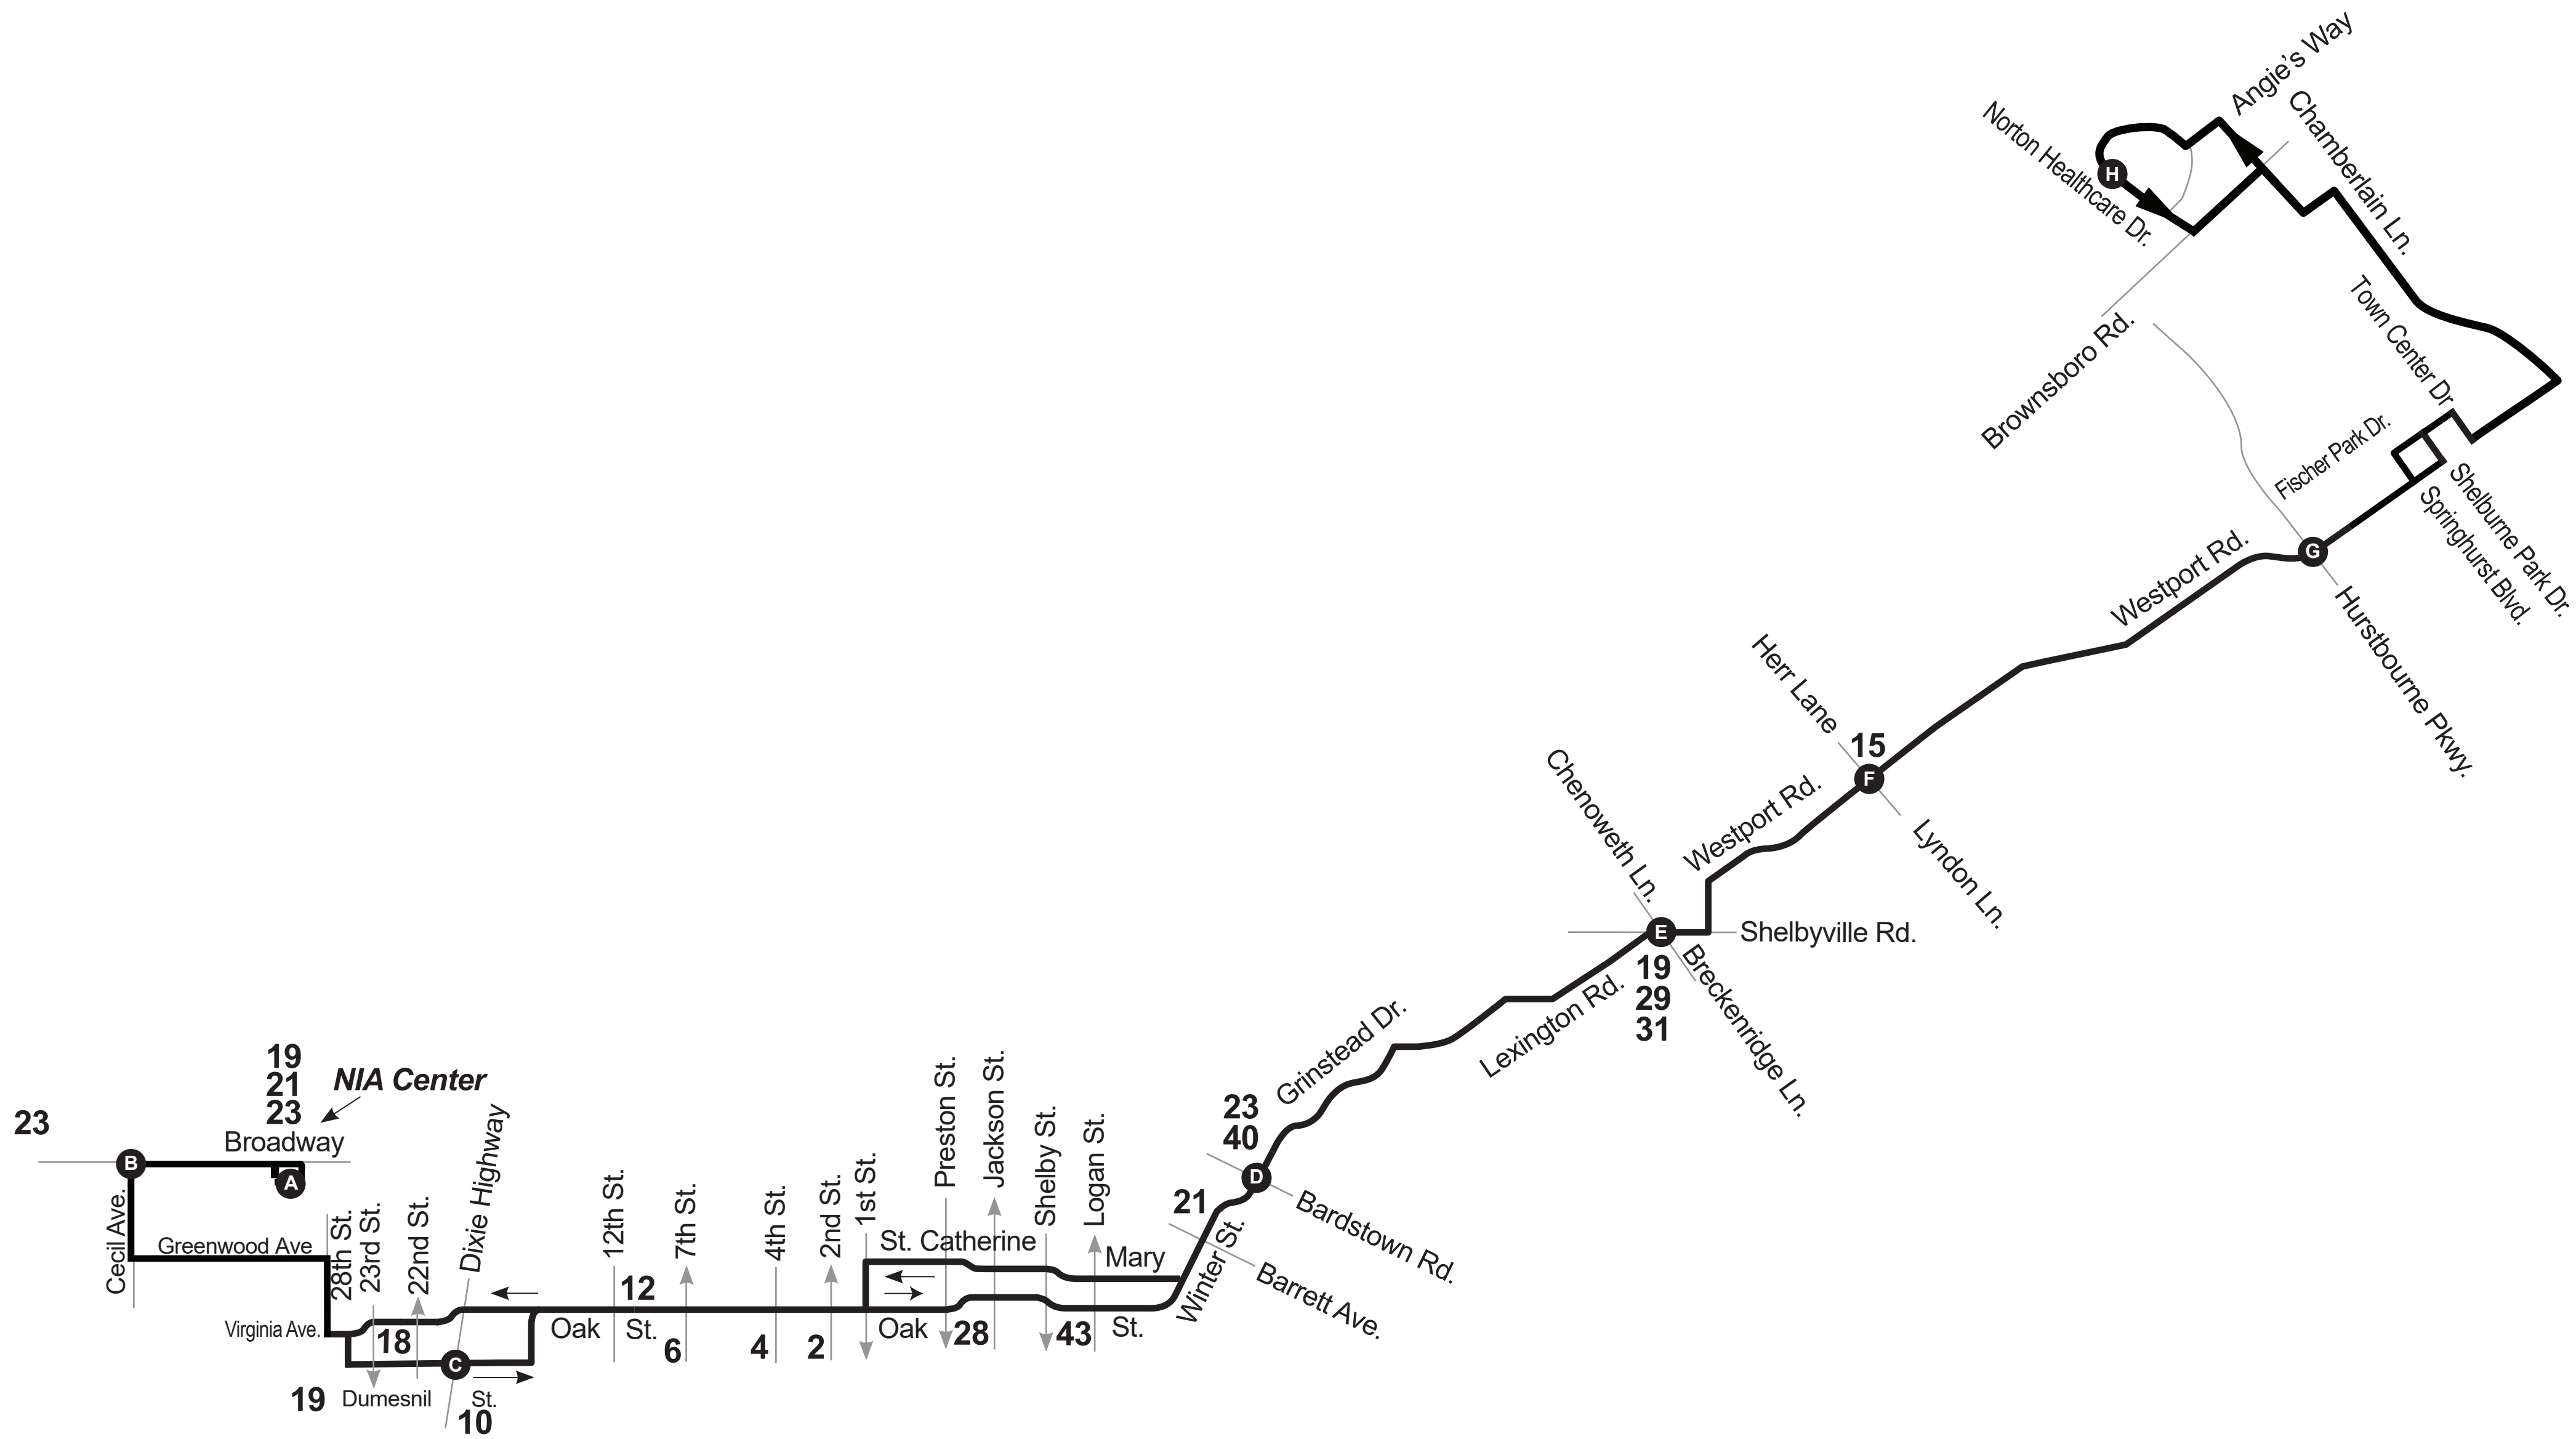 Angie's Way
Chamberlain Ln.
Norton Healthcare Dr.
H
Town Center Dr
Brownsboro Rd.
Fischer Park Dr.
Shelburne Park Dr.
Springhurst Blvd.
G
Westport Rd.
Hurstbourne Pkwy.
Herr Lane
15
F
Lyndon Ln.
Westport Rd.
Chenoweth Ln.
E
Shelbyville Rd.
19
29
31
Breckenridge Ln.
Lexington Rd.
Grinstead Dr.
23
40
D
21
Bardstown Rd.
Barrett Ave.
Winter St.
19
21
23
NIA Center
23
Broadway
B
A
Cecil Ave.
Greenwood Ave
28th St.
23rd St.
22nd St.
Dixie Highway
Virginia Ave.
18
C
19
Dumesnil
St.
10
12th St.
12
7th St.
4th St.
2nd St.
1st St.
Preston St.
Jackson St.
Shelby St.
Logan St.
St. Catherine
Mary
Oak
St.
6
4
2
Oak
28
43
St.